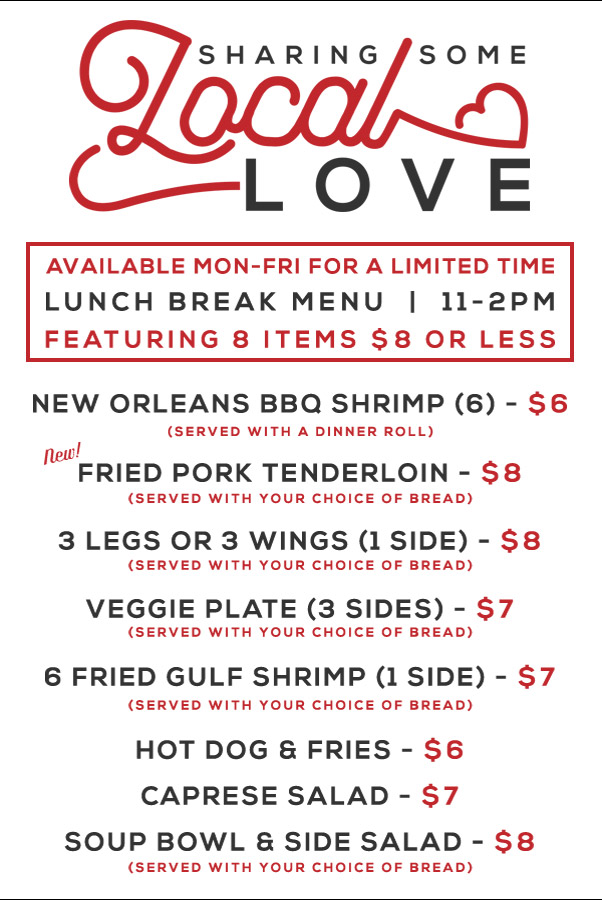 SHARING SOME
Local
LOVE
AVAILABLE MON-FRI FOR A LIMITED TIME
LUNCH BREAK MENU | 11-2PM
FEATURING 8 ITEMS $8 OR LESS
NEW ORLEANS BBQ SHRIMP (6) - $6
(SERVED WITH A DINNER ROLL)
New!
FRIED PORK TENDERLOIN - $8
(SERVED WITH YOUR CHOICE OF BREAD)
3 LEGS OR 3 WINGS (1 SIDE) - $8
(SERVED WITH YOUR CHOICE OF BREAD)
VEGGIE PLATE (3 SIDES) - $7
(SERVED WITH YOUR CHOICE OF BREAD)
6 FRIED GULF SHRIMP (1 SIDE) - $7
(SERVED WITH YOUR CHOICE OF BREAD)
HOT DOG & FRIES - $6
CAPRESE SALAD - $7
SOUP BOWL & SIDE SALAD - $8
(SERVED WITH YOUR CHOICE OF BREAD)